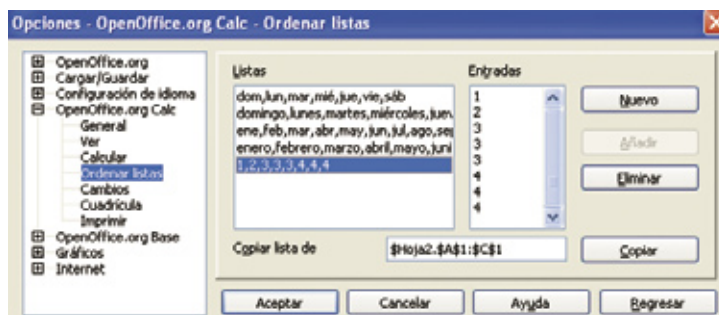 Opciones - OpenOffice.org Calc - Ordenar listas
OpenOffice.org
Cargar/Guardar
Configuración de idioma
OpenOffice.org Calc
General
Ver
Calcular
Ordenar listas
Cambios
Cuadrícula
Imprimir
OpenOffice.org Base
Gráficos
Internet
Listas
dom,lun,mar,mié,jue,vie,sáb
domingo,lunes,martes,miércoles,juev
ene,feb,mar,abr,may,jun,jul,ago,sep
enero,febrero,marzo,abril,mayo,juni
1,2,3,3,3,4,4,4
Entradas
1
2
3
3
3
4
4
4
Nuevo
Añadir
Eliminar
Copiar lista de
$Hoja2.$A$1:$C$1
Copiar
Aceptar
Cancelar
Ayuda
Regresar